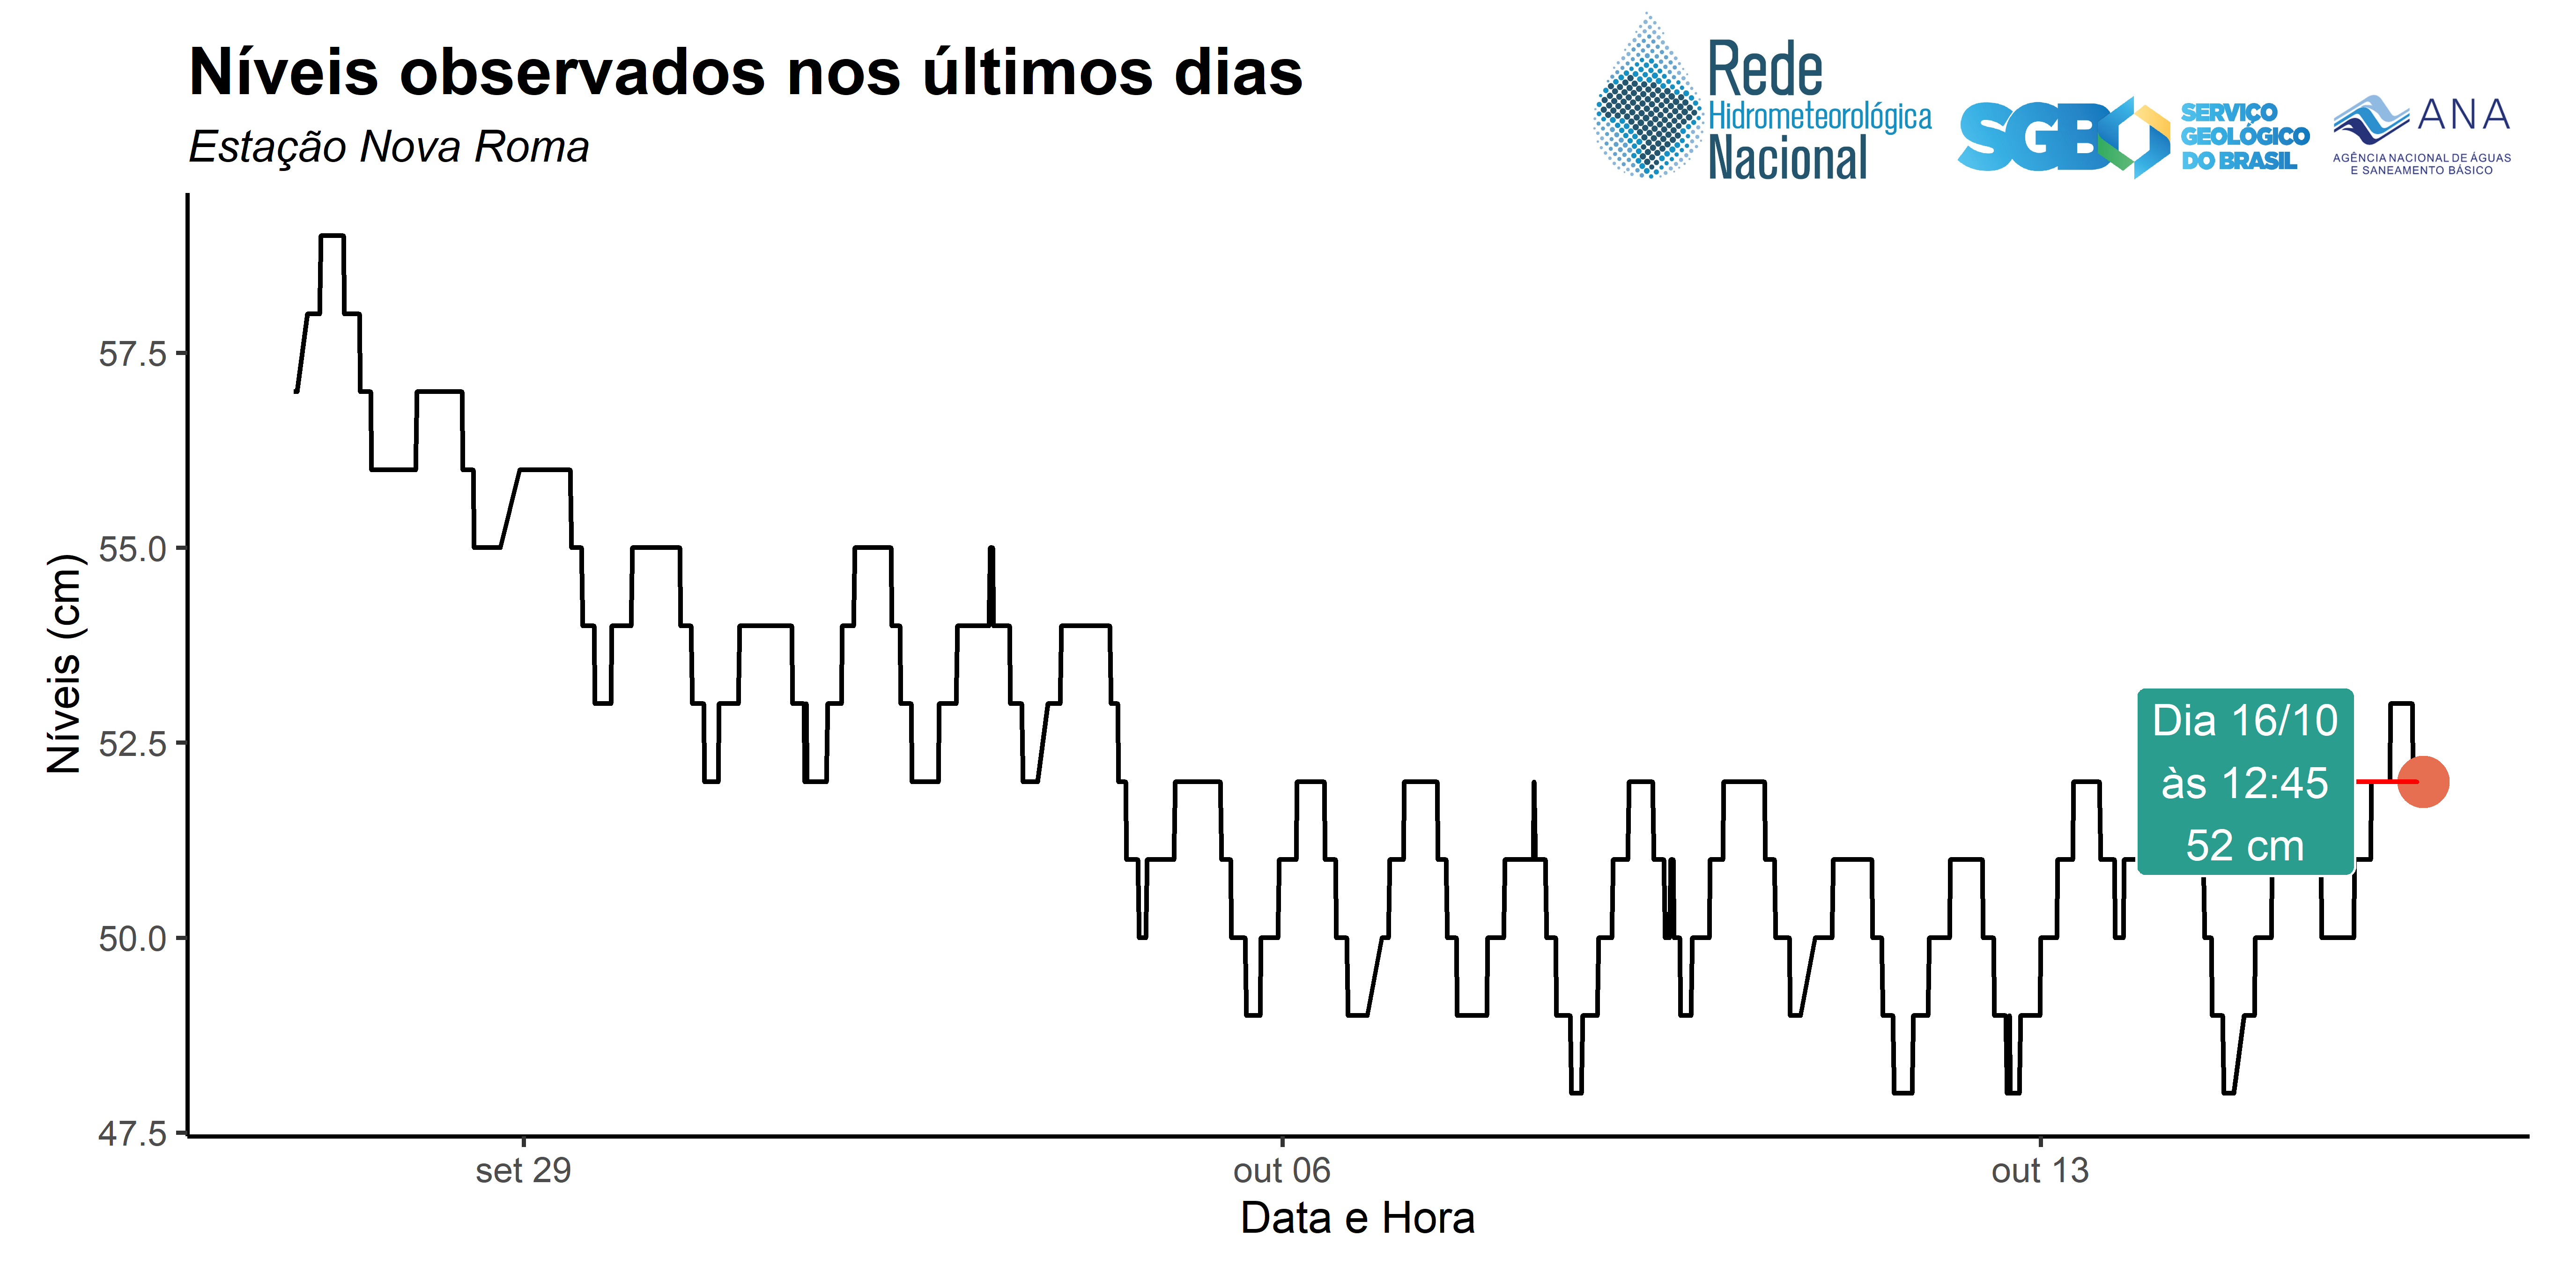 Níveis observados nos últimos dias
Estação Nova Roma
Rede
Hidrometeorológica
Nacional
SGB
SERVIÇO
GEOLÓGICO
DO BRASIL
ANA
AGÊNCIA NACIONAL DE ÁGUAS
E SANEAMENTO BÁSICO
Níveis (cm)
57.5
55.0
52.5
50.0
47.5
Dia 16/10
às 12:45
52 cm
set 29
out 06
out 13
Data e Hora